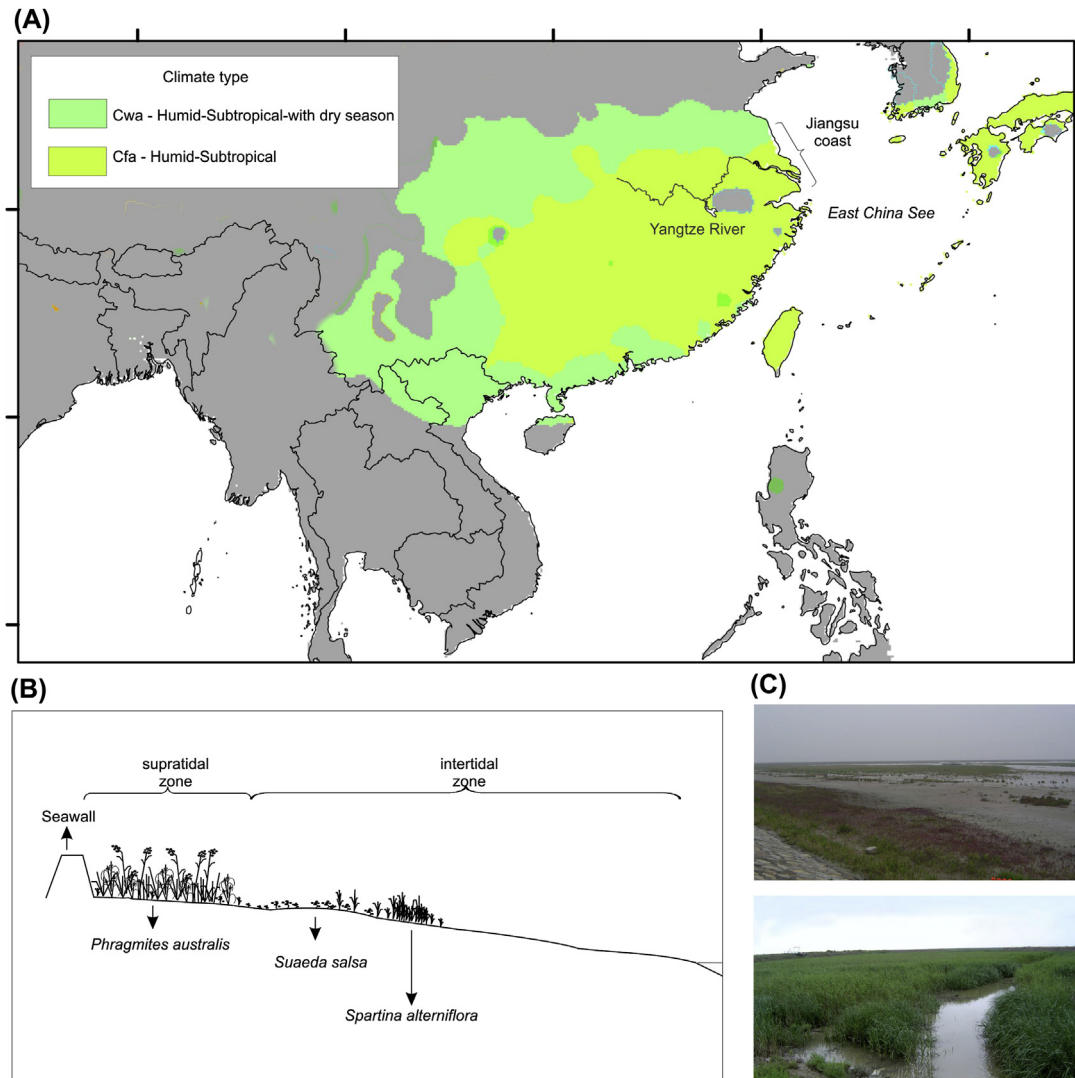 (A)
Climate type
Cwa - Humid-Subtropical-with dry season
Cfa - Humid-Subtropical
Jiangsu
coast
East China See
Yangtze River
(B)
supratidal
zone
intertidal
zone
Seawall
Phragmites australis
Suaeda salsa
Spartina alterniflora
(C)